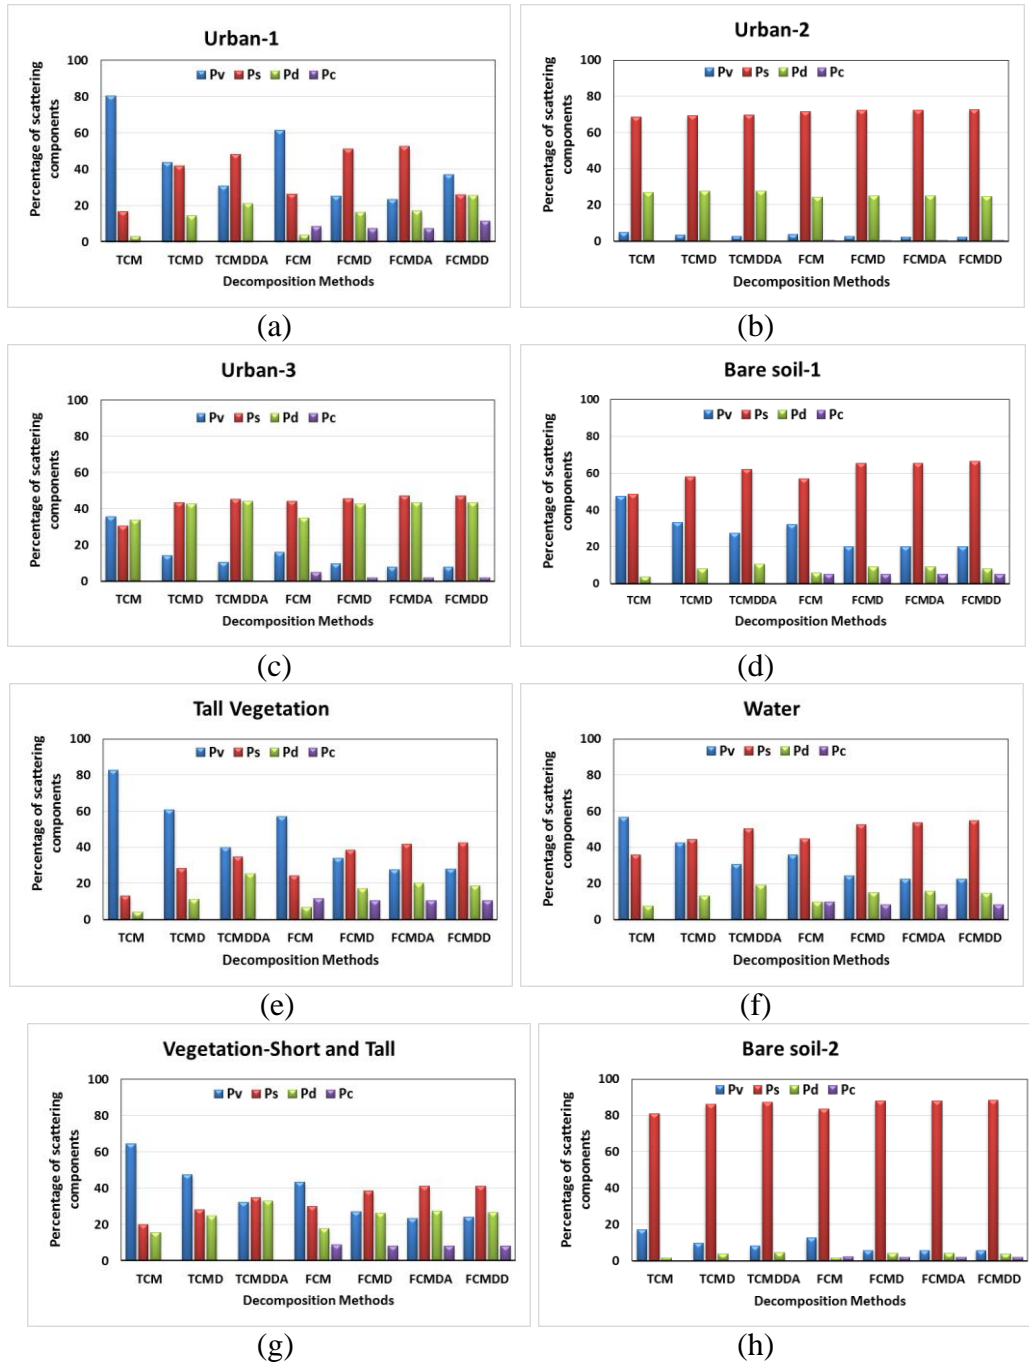 Urban-1
Percentage of scattering
components
100
80
60
40
20
0
Pv Ps Pd Pc
TCM TCMD TCMDDA FCM FCMD FCMDA FCMDD
Decomposition Methods
(a)
Urban-2
Percentage of scattering
components
100
80
60
40
20
0
Pv Ps Pd Pc
TCM TCMD TCMDDA FCM FCMD FCMDA FCMDD
Decomposition Methods
(b)
Urban-3
Percentage of scattering
components
100
80
60
40
20
0
Pv Ps Pd Pc
TCM TCMD TCMDDA FCM FCMD FCMDA FCMDD
Decomposition Methods
(c)
Bare soil-1
Percentage of scattering
components
100
80
60
40
20
0
Pv Ps Pd Pc
TCM TCMD TCMDDA FCM FCMD FCMDA FCMDD
Decomposition Methods
(d)
Tall Vegetation
Percentage of scattering
components
100
80
60
40
20
0
Pv Ps Pd Pc
TCM TCMD TCMDDA FCM FCMD FCMDA FCMDD
Decomposition Methods
(e)
Water
Percentage of scattering
components
100
80
60
40
20
0
Pv Ps Pd Pc
TCM TCMD TCMDDA FCM FCMD FCMDA FCMDD
Decomposition Methods
(f)
Vegetation-Short and Tall
Percentage of scattering
components
100
80
60
40
20
0
Pv Ps Pd Pc
TCM TCMD TCMDDA FCM FCMD FCMDA FCMDD
Decomposition Methods
(g)
Bare soil-2
Percentage of scattering
components
100
80
60
40
20
0
Pv Ps Pd Pc
TCM TCMD TCMDDA FCM FCMD FCMDA FCMDD
Decomposition Methods
(h)